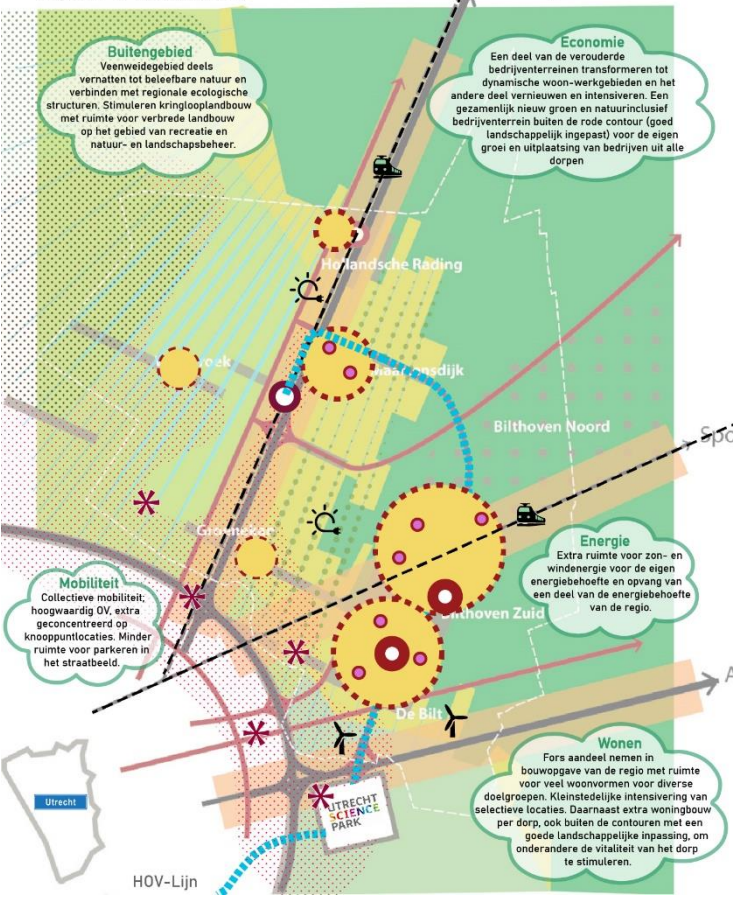 Buitengebied
Veenweidegebied deels
vernatten tot beleefbare natuur en
verbinden met regionale ecologische
structuren. Stimuleren kringlooplandbouw
met ruimte voor verbrede landbouw
op het gebied van recreatie en
natuur- en landschapsbeheer.
Economie
Een deel van de verouderde
bedrijventerreinen transformeren tot
dynamische woon-werkgebieden en het
andere deel vernieuwen en intensiveren. Een
gezamenlijk nieuw groen en natuurinclusief
bedrijventerrein buiten de rode contour (goed
landschappelijk ingepast) voor de eigen
groei en uitplaatsing van bedrijven uit alle
dorpen
Hollandsche Rading
Bilthoven Noord
Spo
Energie
Extra ruimte voor zon- en
windenergie voor de eigen
energiebehoefte en opvang van
een deel van de energiebehoefte
van de regio.
Mobiliteit
Collectieve mobiliteit;
hoogwaardig OV, extra
geconcentreerd op
knooppuntlocaties. Minder
ruimte voor parkeren in
het straatbeeld.
Bilthoven Zuid
A
De Bilt
Wonen
Fors aandeel nemen in
bouwopgave van de regio met ruimte
voor veel woonvormen voor diverse
doelgroepen. Kleinstedelijke intensivering van
selectieve locaties. Daarnaast extra woningbouw
per dorp, ook buiten de contouren met een
goede landschappelijke inpassing, om
onderandere de vitaliteit van het dorp
te stimuleren.
Utrecht
UTRECHT
SCIENCE
PARK
HOV-Lijn